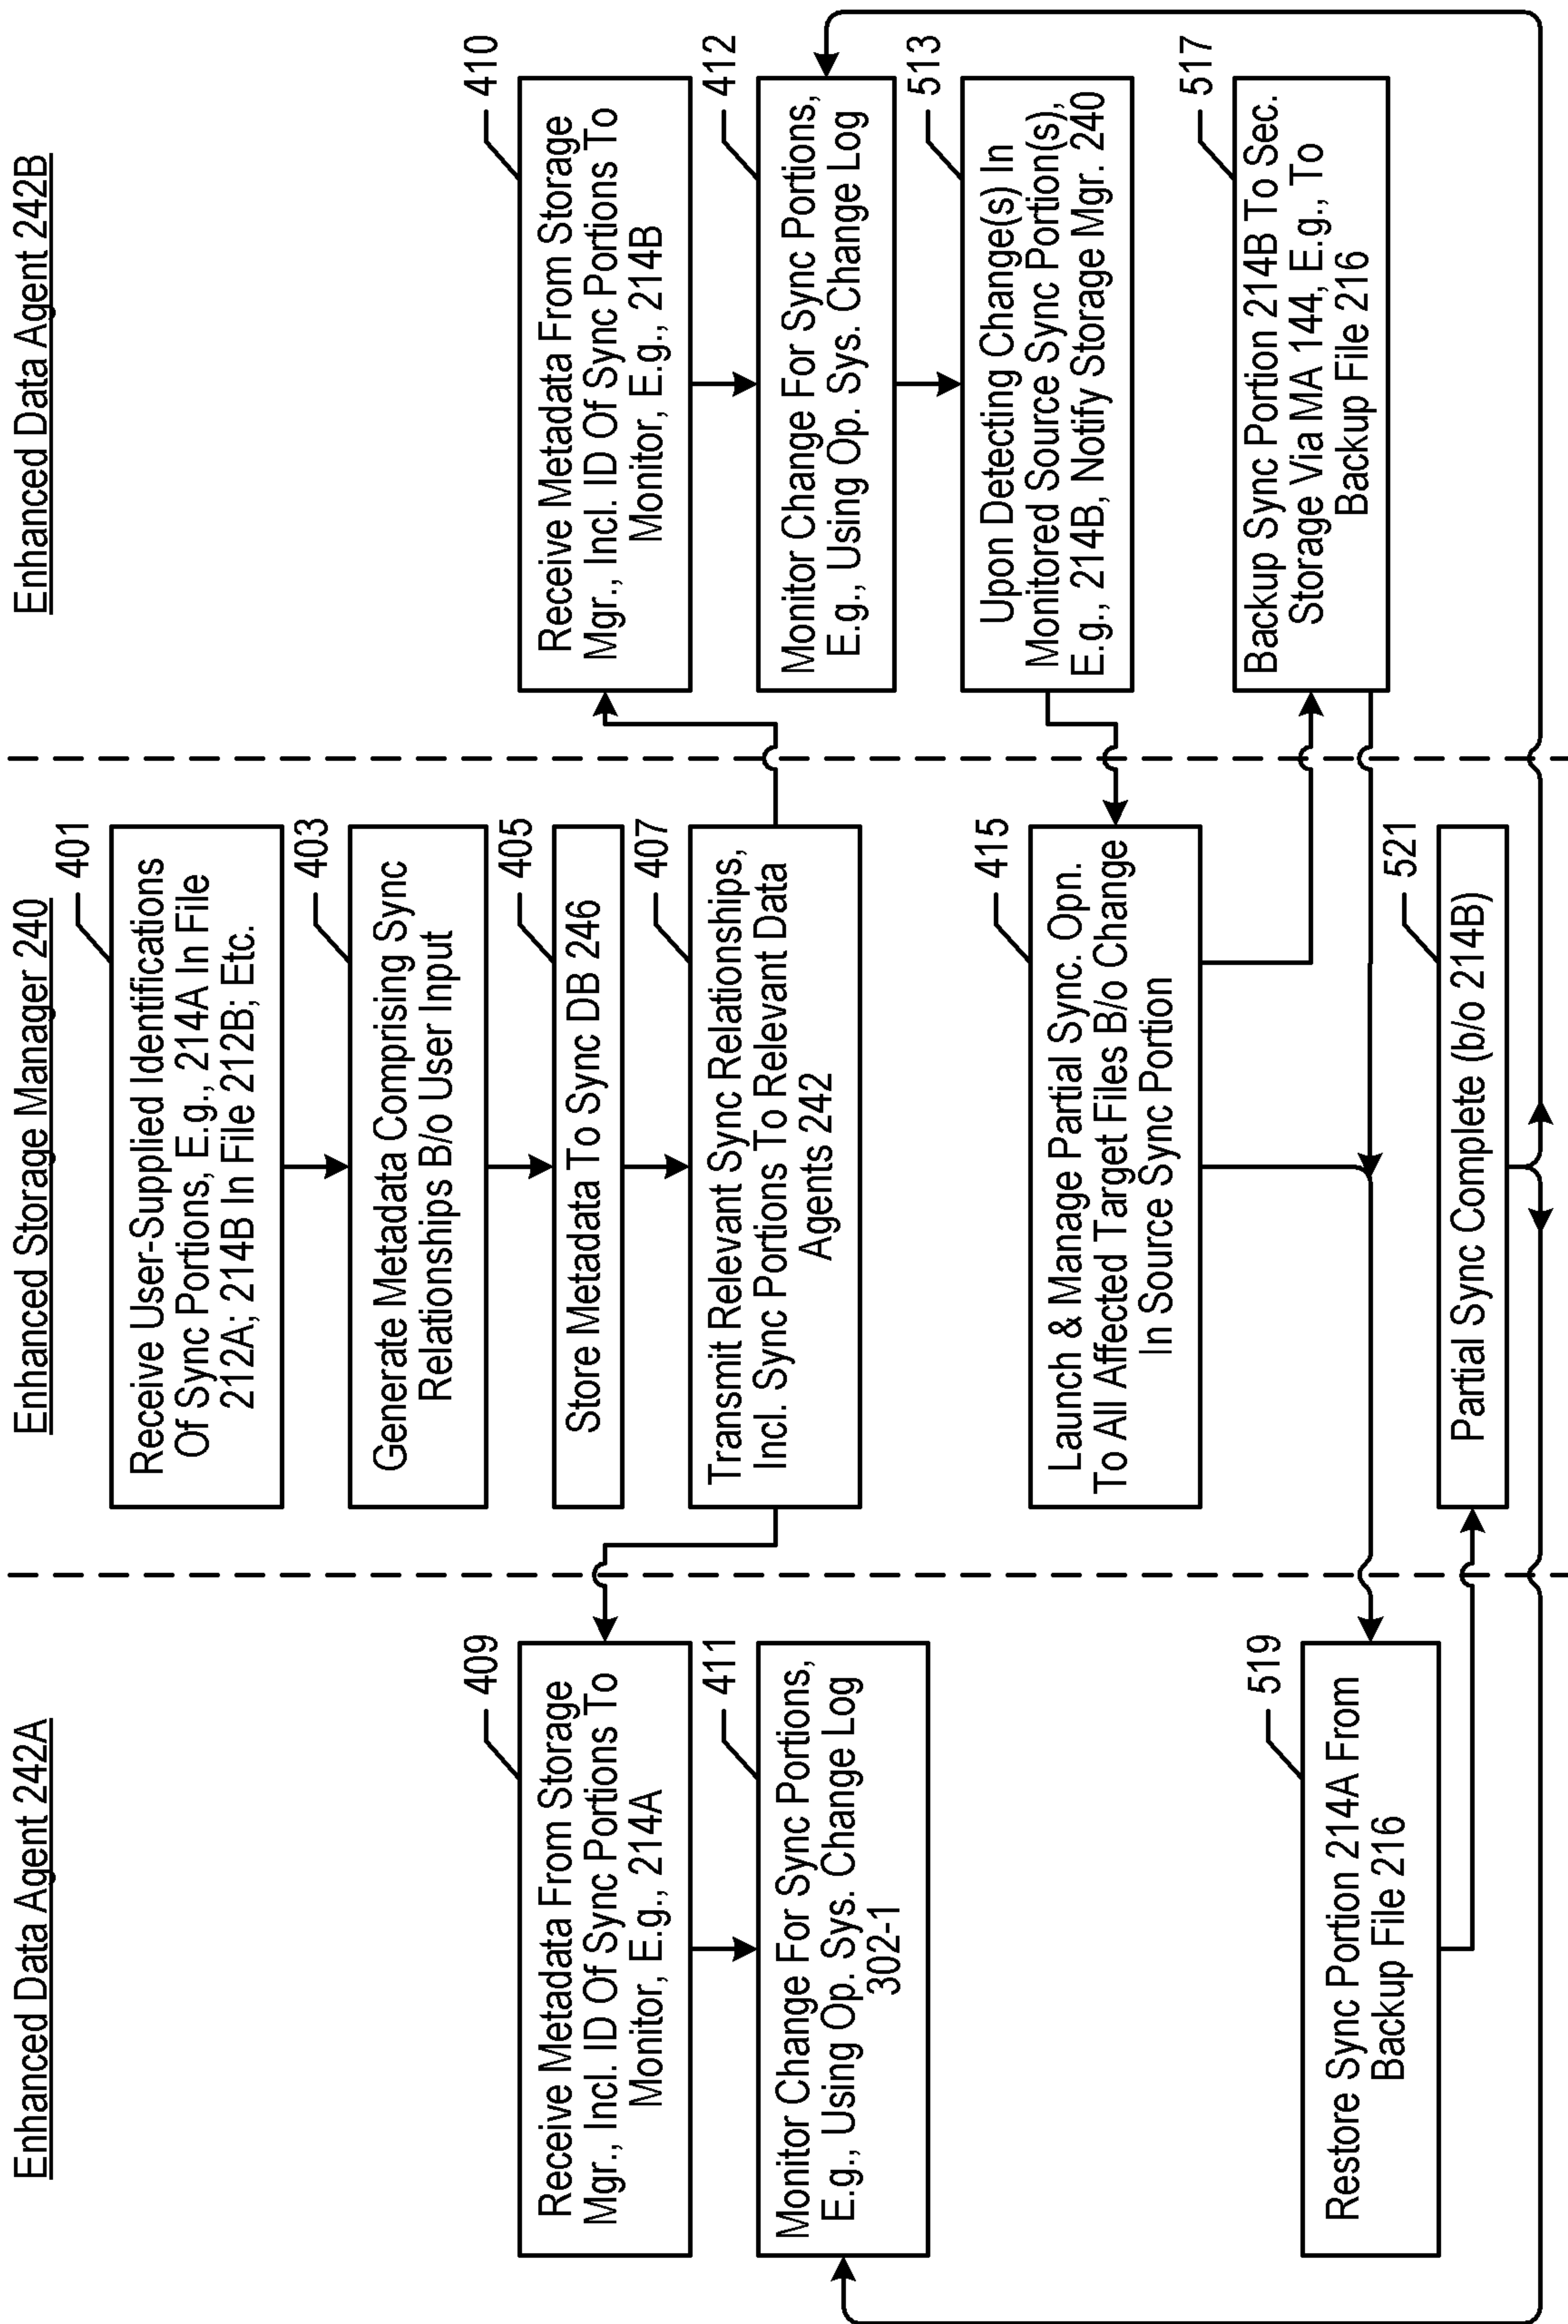 Enhanced Data Agent 242A
Enhanced Storage Manager 240
Enhanced Data Agent 242B
401
Receive User-Supplied Identifications
Of Sync Portions, E.g., 214A In File
212A; 214B In File 212B; Etc.
403
Generate Metadata Comprising Sync
Relationships B/o User Input
405
Store Metadata To Sync DB 246
407
Transmit Relevant Sync Relationships,
Incl. Sync Portions To Relevant Data
Agents 242
409
Receive Metadata From Storage
Mgr., Incl. ID Of Sync Portions To
Monitor, E.g., 214A
410
Receive Metadata From Storage
Mgr., Incl. ID Of Sync Portions To
Monitor, E.g., 214B
411
Monitor Change For Sync Portions,
E.g., Using Op. Sys. Change Log
302-1
412
Monitor Change For Sync Portions,
E.g., Using Op. Sys. Change Log
513
Upon Detecting Change(s) In
Monitored Source Sync Portion(s),
E.g., 214B, Notify Storage Mgr. 240
415
Launch & Manage Partial Sync. Opn.
To All Affected Target Files B/o Change
In Source Sync Portion
517
Backup Sync Portion 214B To Sec.
Storage Via MA 144, E.g., To
Backup File 216
519
Restore Sync Portion 214A From
Backup File 216
521
Partial Sync Complete (b/o 214B)